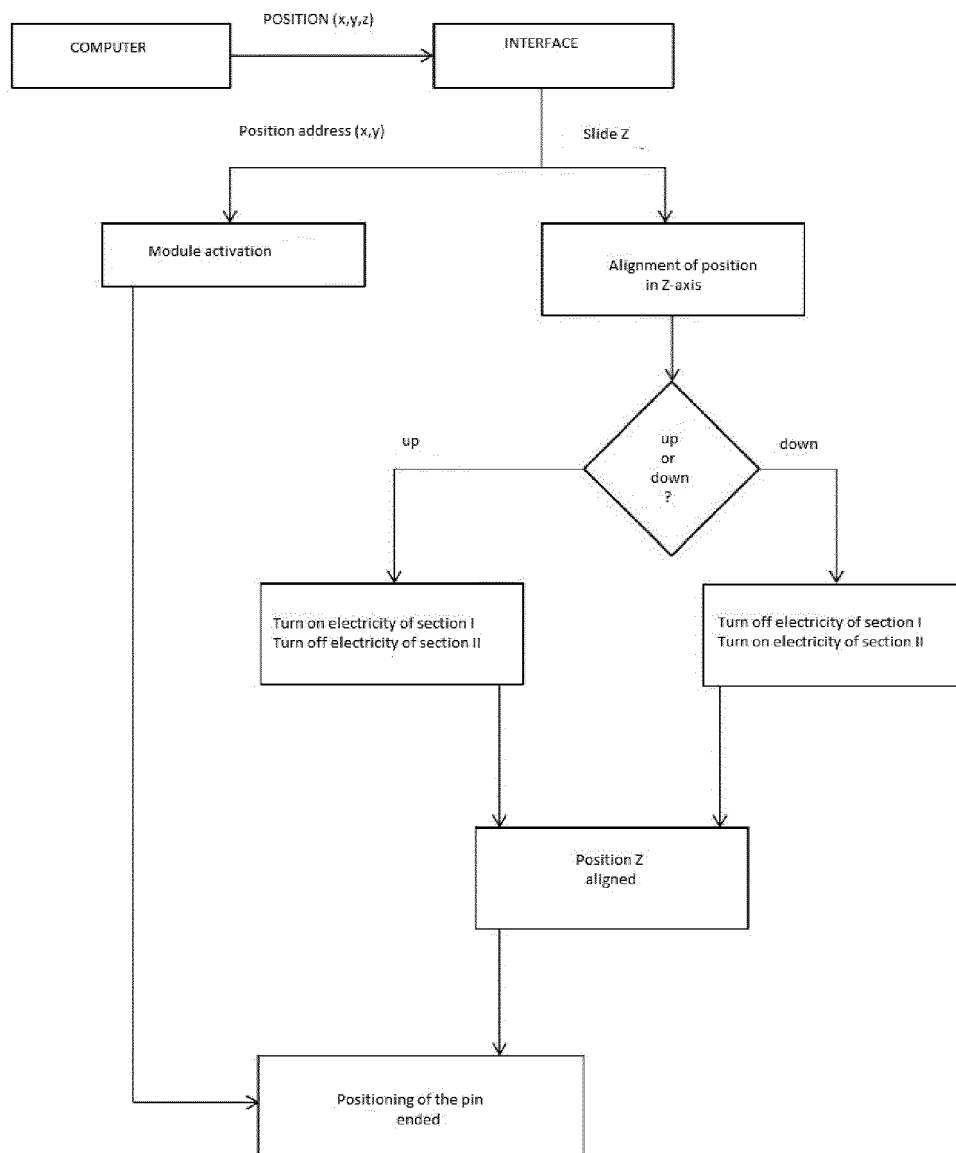 POSITION (x,y,z)
COMPUTER
INTERFACE
Position address (x,y)
Slide Z
Module activation
Alignment of position
in Z-axis
up
or
down
?
up
down
Turn on electricity of section I
Turn off electricity of section II
Turn off electricity of section I
Turn on electricity of section II
Position Z
aligned
Positioning of the pin
ended